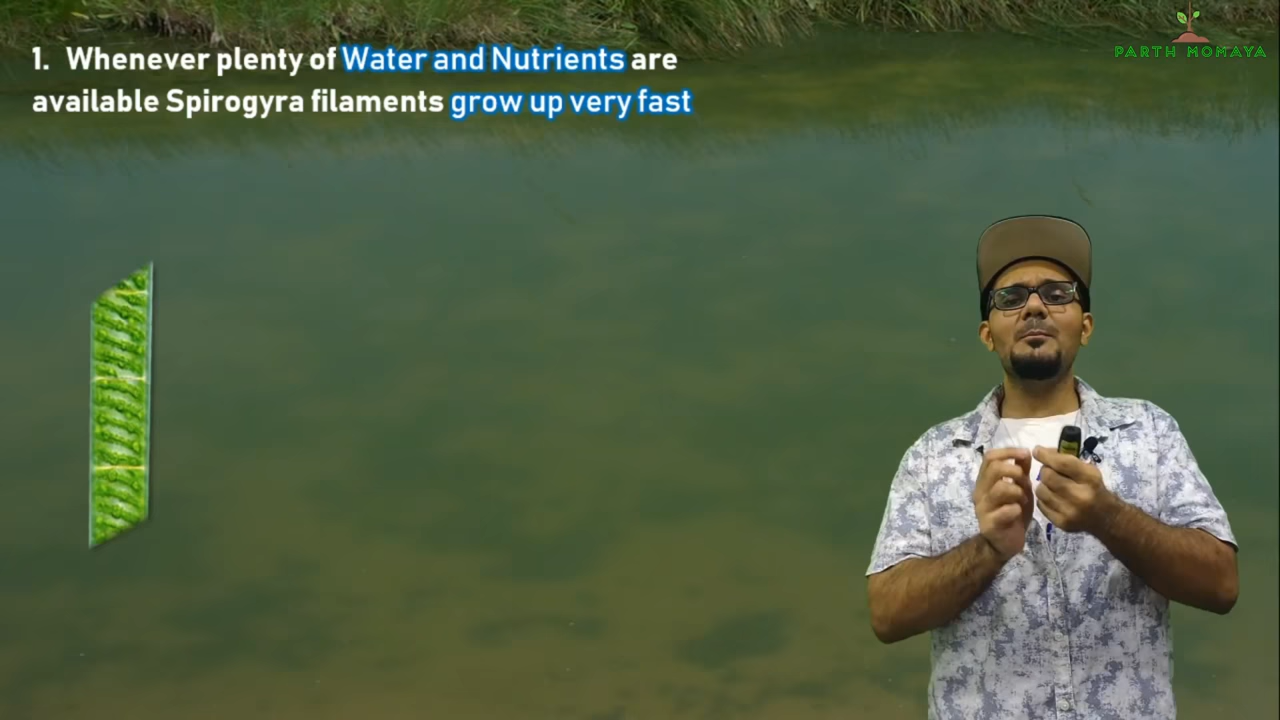 1. Whenever plenty of Water and Nutrients are
available Spirogyra filaments grow up very fast
PARTH MOMAYA